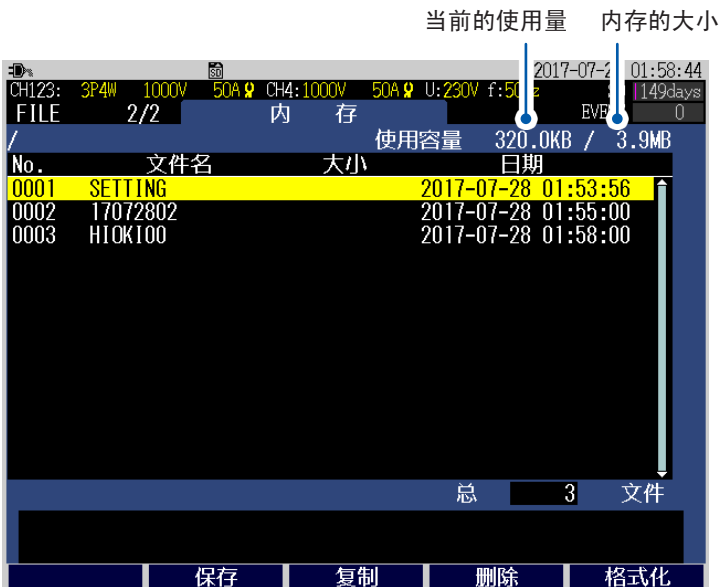 当前的使用量 内存的大小
SD 2017-07-2 01:58:44
CH123: 3P4W 1000V 50A CH4:1000V 50A U:230V f:50 z 149days
FILE 2/2 内 存 EVE 0
/ 使用容量 320.0KB / 3.9MB
No. 文件名 大小 日期
0001 SETTING 2017-07-28 01:53:56
0002 17072802 2017-07-28 01:55:00
0003 HIOKI00 2017-07-28 01:58:00
总 3 文件
保存 复制 删除 格式化